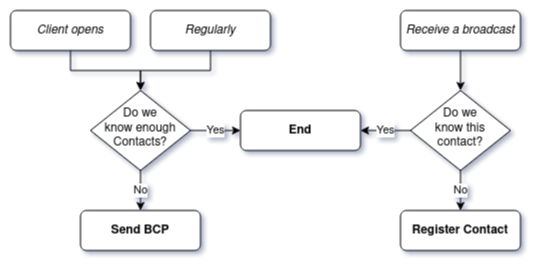 Client opens
Regularly
Receive a broadcast
Do we
know enough
Contacts?
Yes
End
Yes
Do we
know this
contact?
No
No
Send BCP
Register Contact